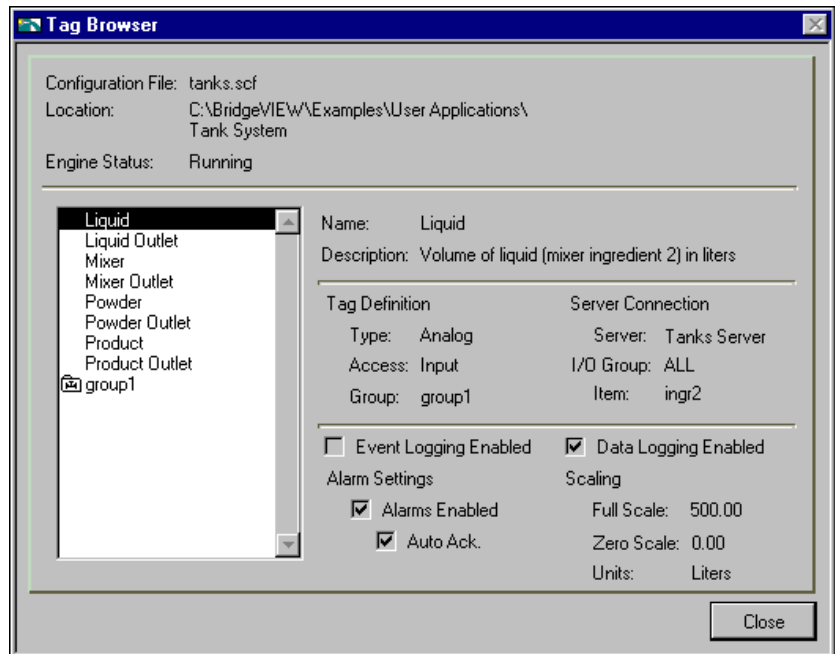 Tag Browser
Configuration File: tanks.scf
Location: C:\BridgeVIEW\Examples\User Applications\
Tank System
Engine Status: Running
Liquid
Liquid Outlet
Mixer
Mixer Outlet
Powder
Powder Outlet
Product
Product Outlet
group1
Name: Liquid
Description: Volume of liquid (mixer ingredient 2) in liters
Tag Definition
Type: Analog
Access: Input
Group: group1
Server Connection
Server: Tanks Server
I/O Group: ALL
Item: ingr2
Event Logging Enabled
Data Logging Enabled
Alarm Settings
Alarms Enabled
Auto Ack.
Scaling
Full Scale: 500.00
Zero Scale: 0.00
Units: Liters
Close